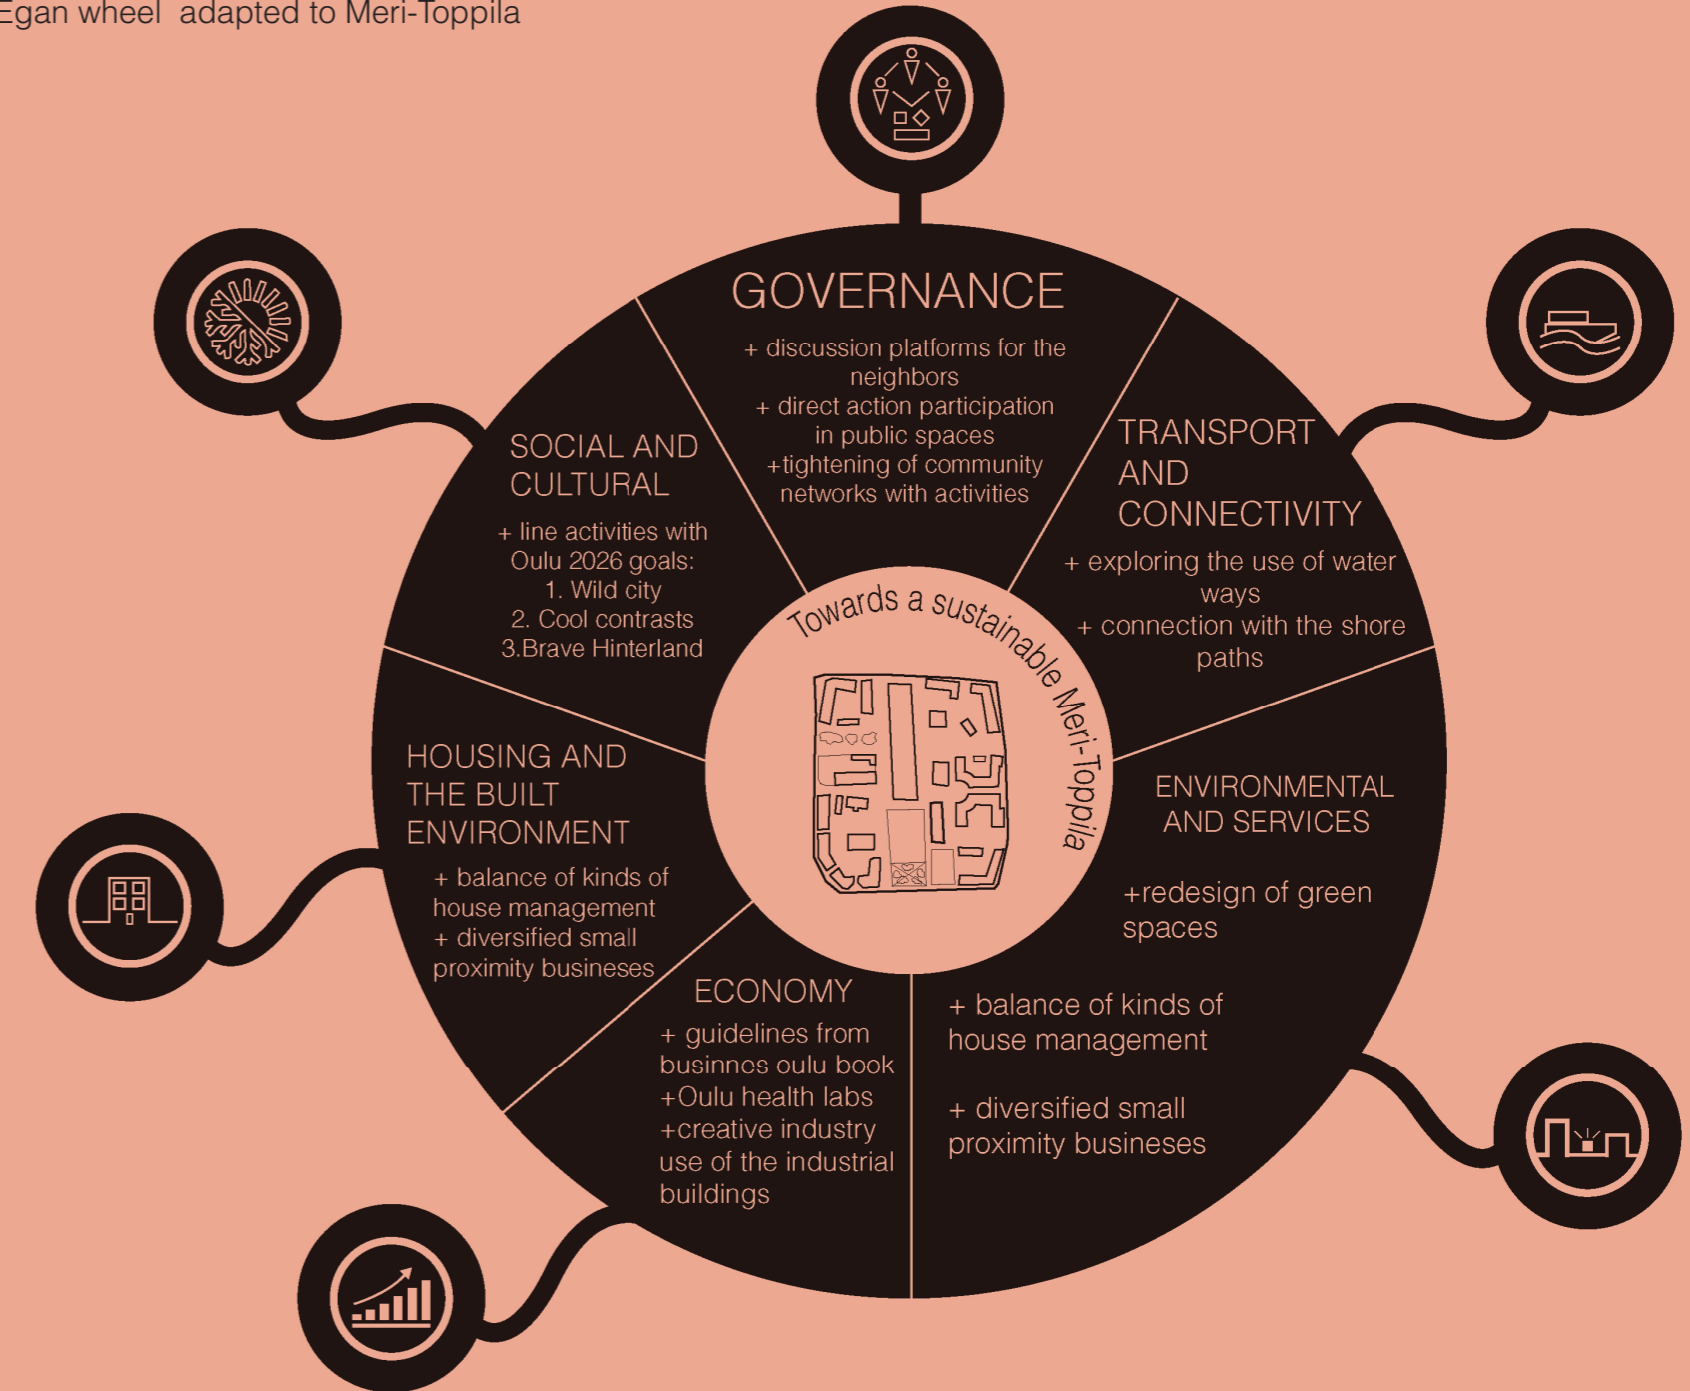 Egan wheel adapted to Meri-Toppila
GOVERNANCE
+ discussion platforms for the
neighbors
+ direct action participation
in public spaces
+tightening of community
networks with activities
TRANSPORT
AND
CONNECTIVITY
+ exploring the use of water
ways
+ connection with the shore
paths
ENVIRONMENTAL
AND SERVICES
+redesign of green
spaces
+ balance of kinds of
house management
+ diversified small
proximity busineses
ECONOMY
+ guidelines from
businnes oulu book
+Oulu health labs
+creative industry
use of the industrial
buildings
HOUSING AND
THE BUILT
ENVIRONMENT
+ balance of kinds of
house management
+ diversified small
proximity busineses
SOCIAL AND
CULTURAL
+ line activities with
Oulu 2026 goals:
1. Wild city
2. Cool contrasts
3.Brave Hinterland
Towards a sustainable Meri-Toppila